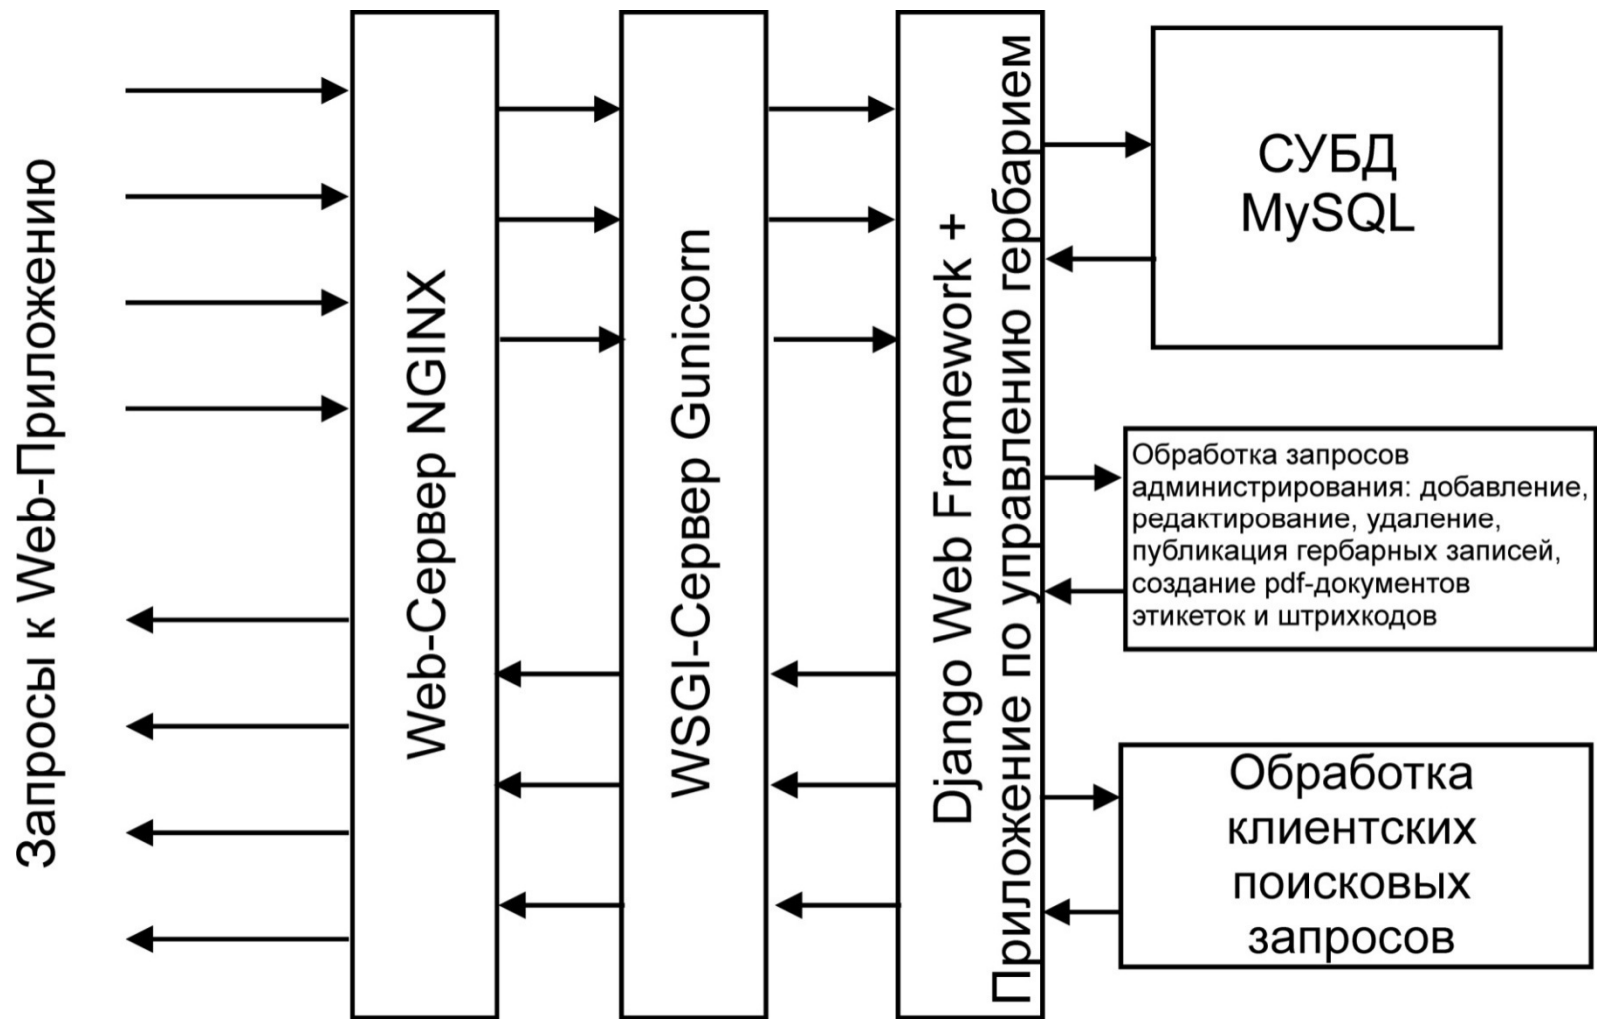 Запросы к Web-Приложению
Web-Сервер NGINX
WSGI-Сервер Gunicorn
Django Web Framework +
Приложение по управлению гербарием
СУБД
MySQL
Обработка запросов
администрирования: добавление,
редактирование, удаление,
публикация гербарных записей,
создание pdf-документов
этикеток и штрихкодов
Обработка
клиентских
поисковых
запросов